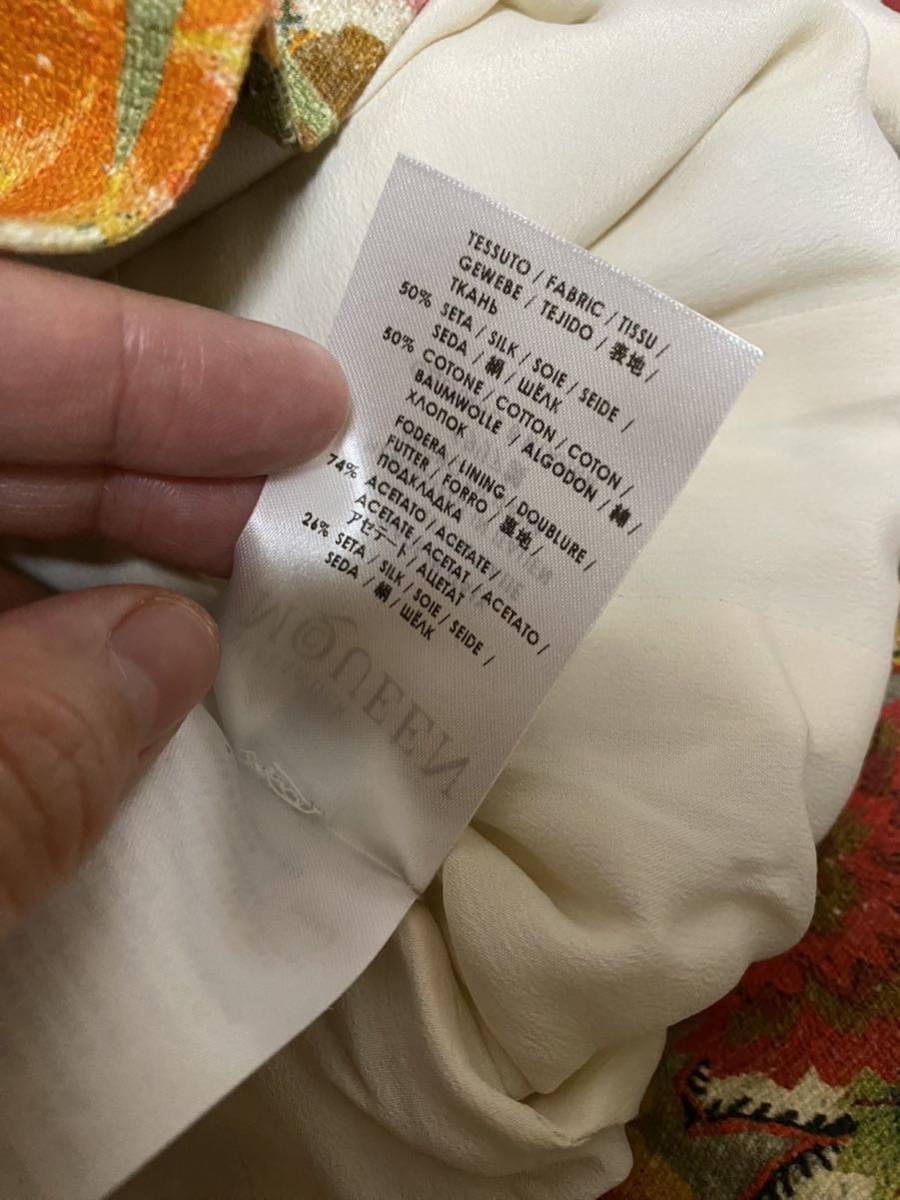 TESSUTO / FABRIC / TISSU /
GEWEBE / TEJIDO / 表地 /
ТКАНЬ
50% SETA / SILK / SOIE / SEIDE /
SEDA / 絹 / ШЁЛК
50% COTONE / COTTON / COTON /
BAUMWOLLE / ALGODON / 綿 /
ХЛОПОК
FODERA / LINING / DOUBLURE /
FUTTER / FORRO / 裏地 /
ПОДКЛАДКА
74% ACETATO / ACETATE /
ACETATE / ACETAT / ACETATO /
アセテート / АЦЕТАТ
26% SETA / SILK / SOIE / SEIDE /
SEDA / 絹 / ШЁЛК
McQUEEN